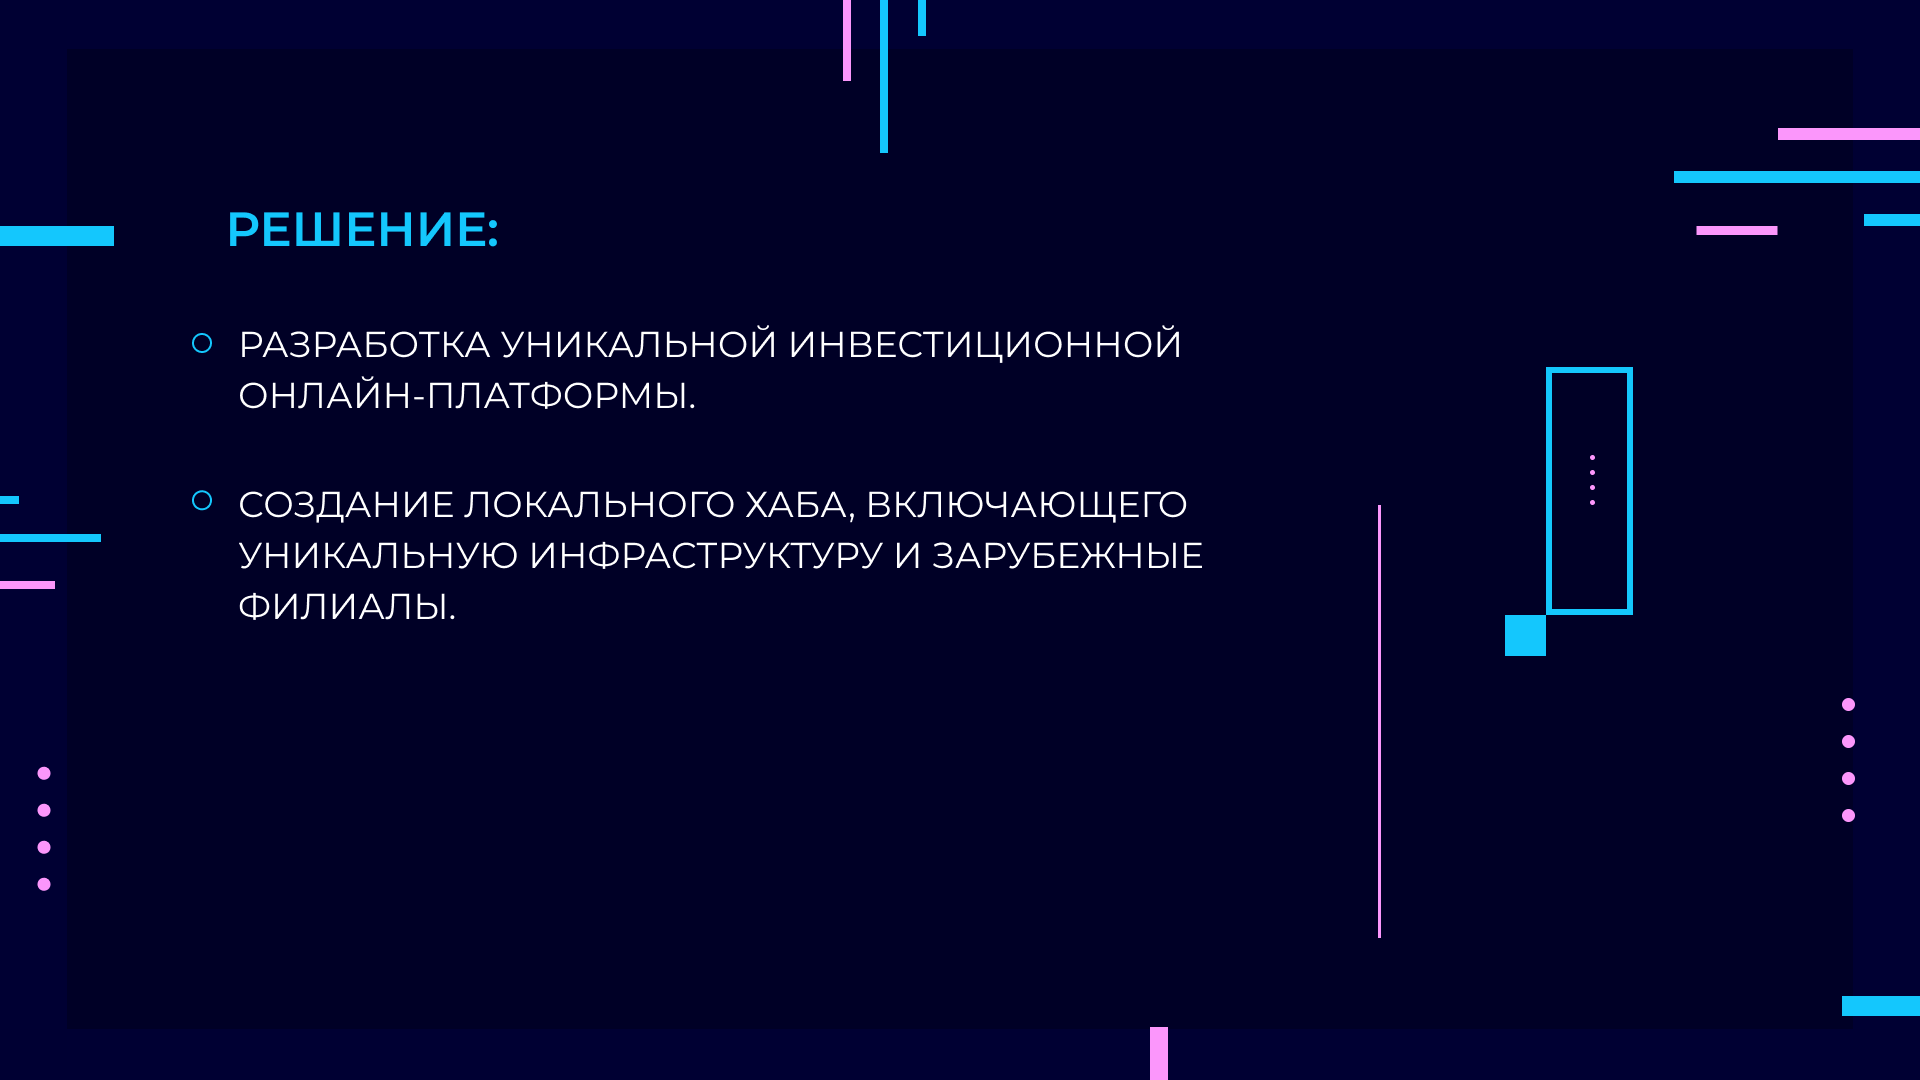 РЕШЕНИЕ:
РАЗРАБОТКА УНИКАЛЬНОЙ ИНВЕСТИЦИОННОЙ
ОНЛАЙН-ПЛАТФОРМЫ.
СОЗДАНИЕ ЛОКАЛЬНОГО ХАБА, ВКЛЮЧАЮЩЕГО
УНИКАЛЬНУЮ ИНФРАСТРУКТУРУ И ЗАРУБЕЖНЫЕ
ФИЛИАЛЫ.